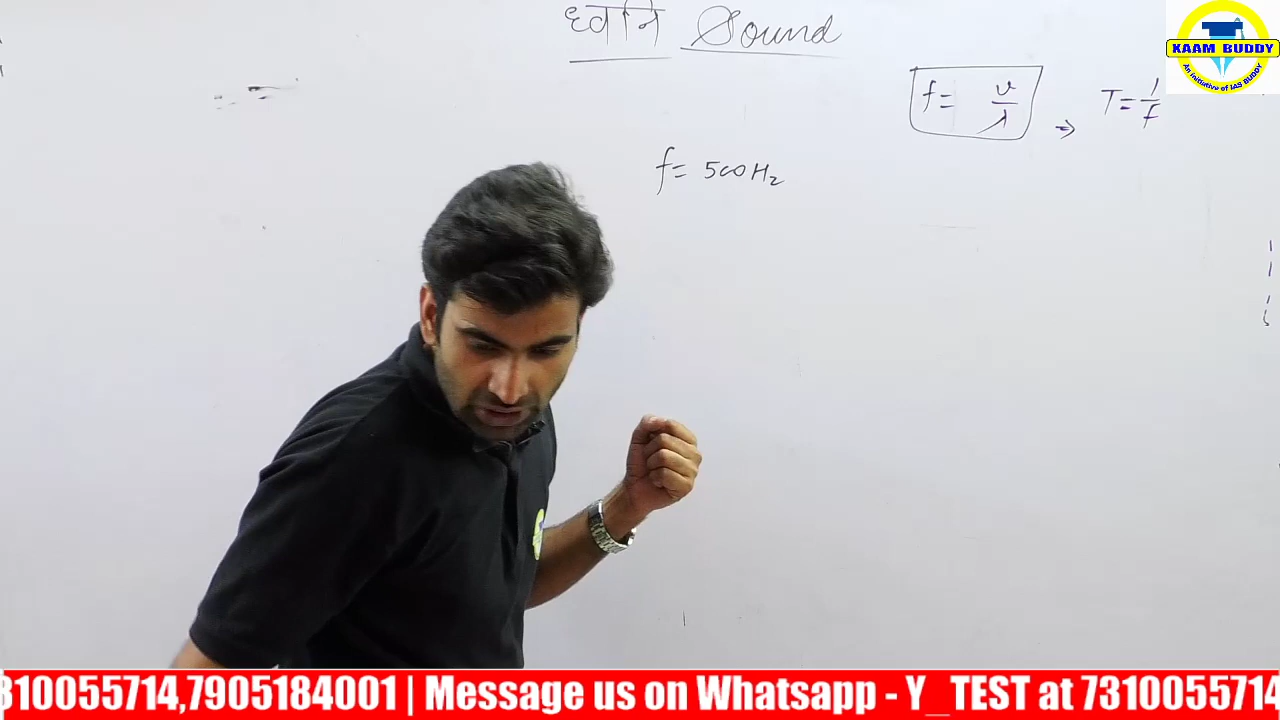 ध्वनि Sound
KAAM BUDDY
An Initiative of IAS BUDDY
f = v/λ ⇒ T = 1/f
f = 500 Hz
310055714,7905184001 | Message us on Whatsapp - Y_TEST at 7310055714